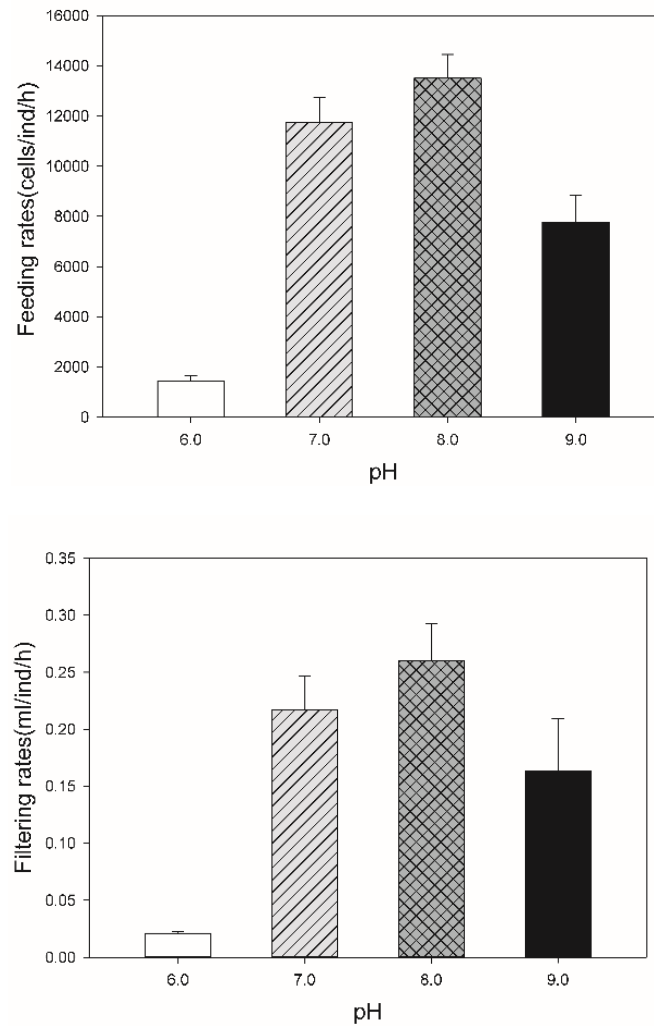 16000
14000
12000
10000
8000
6000
4000
2000
0
Feeding rates(cells/ind/h)
6.0 7.0 8.0 9.0
pH
0.35
0.30
0.25
0.20
0.15
0.10
0.05
0.00
Filtering rates(ml/ind/h)
6.0 7.0 8.0 9.0
pH